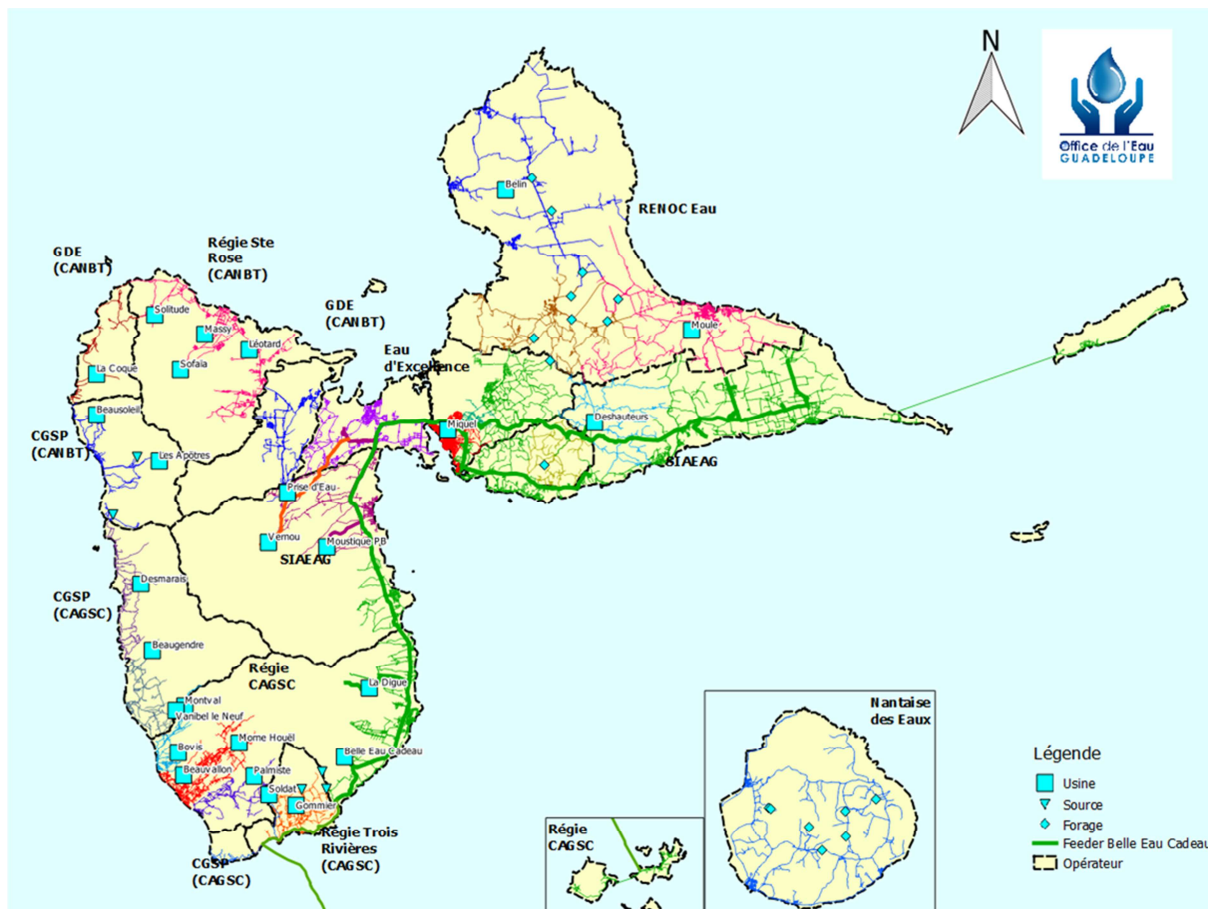 N
Office de l'Eau
GUADELOUPE
Belin
RENOC Eau
Régie Ste
Rose
(CANBT)
GDE
(CANBT)
GDE
(CANBT)
Solitude
Massy
Léotard
Sofaïa
La Coque
Eau
d'Excellence
Moule
Beausoleil
CGSP
(CANBT)
Les Apôtres
Miquel
Deshauteurs
SIAEAG
Prise d'Eau
Vernou
Moustique PB
SIAEAG
Desmarais
CGSP
(CAGSC)
Beaugendre
Régie
CAGSC
La Digue
Montval
Vanibel le Neuf
Morne Houël
Bovis
Belle Eau Cadeau
Beauvallon
Palmiste
Soldat
Gommier
Régie Trois
Rivières
(CAGSC)
CGSP
(CAGSC)
Régie
CAGSC
Nantaise
des Eaux
Légende
Usine
Source
Forage
Feeder Belle Eau Cadeau
Opérateur